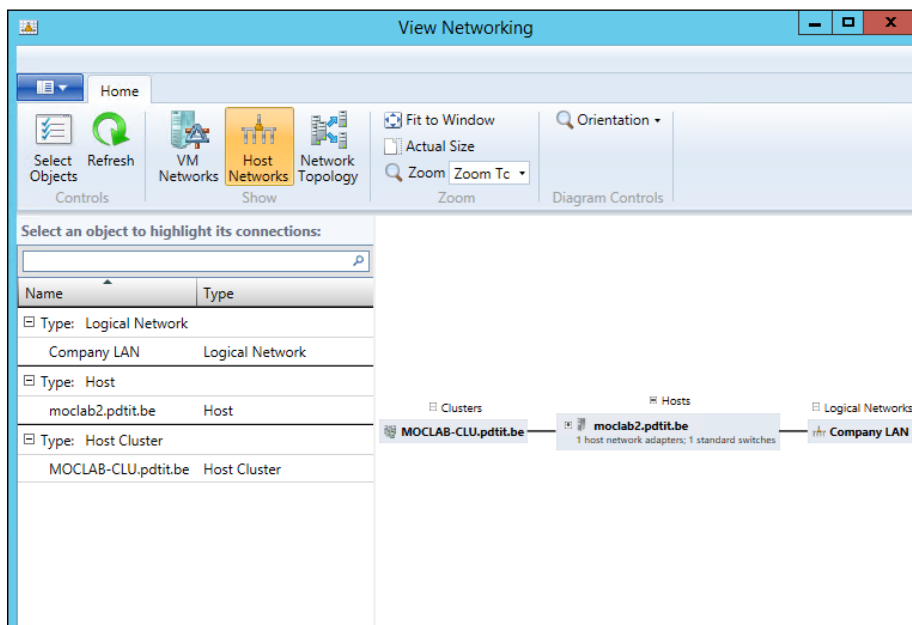 View Networking
Home
Select Objects
Refresh
VM Networks
Host Networks
Network Topology
Fit to Window
Actual Size
Zoom Zoom Tc
Orientation
Controls
Show
Zoom
Diagram Controls
Select an object to highlight its connections:
Name Type
Type: Logical Network
Company LAN Logical Network
Type: Host
moclab2.pdtit.be Host
Type: Host Cluster
MOCLAB-CLU.pdtit.be Host Cluster
Clusters
MOCLAB-CLU.pdtit.be
Hosts
moclab2.pdtit.be
1 host network adapters; 1 standard switches
Logical Networks
Company LAN